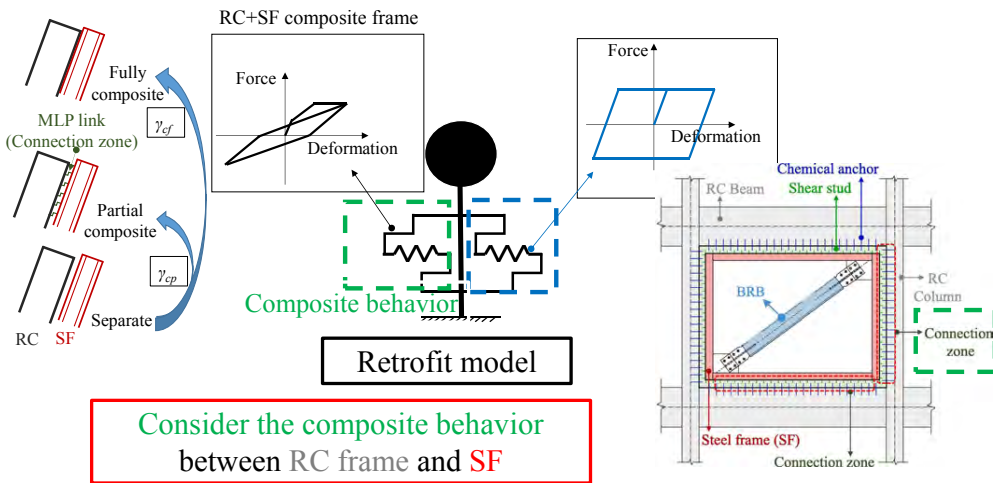 RC+SF composite frame
Force
Deformation
Force
Deformation
Fully
composite
γcf
MLP link
(Connection zone)
Partial
composite
γcp
Separate
RC
SF
Composite behavior
Retrofit model
Consider the composite behavior
between RC frame and SF
Chemical anchor
Shear stud
RC Beam
BRB
RC
Column
Connection
zone
Steel frame (SF)
Connection zone